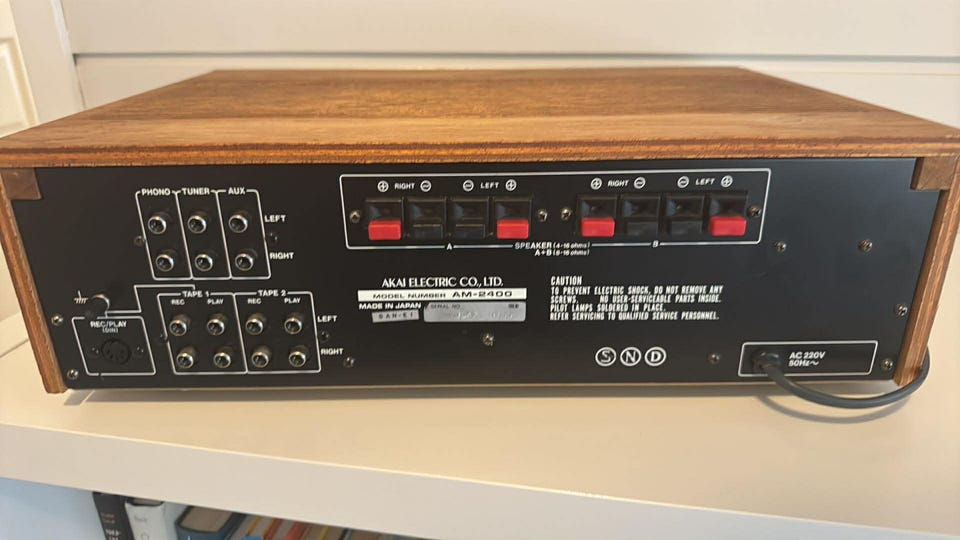 PHONO TUNER AUX
LEFT
RIGHT
⊕ RIGHT ⊖ ⊖ LEFT ⊕
⊕ RIGHT ⊖ ⊖ LEFT ⊕
A SPEAKER (4-16 ohms) B
A+B (8-16 ohms)
AKAI ELECTRIC CO., LTD.
MODEL NUMBER AM-2400
MADE IN JAPAN SERIAL NO.
SAN-EI
CAUTION
TO PREVENT ELECTRIC SHOCK, DO NOT REMOVE ANY
SCREWS. NO USER-SERVICEABLE PARTS INSIDE.
PILOT LAMPS SOLDERED IN PLACE.
REFER SERVICING TO QUALIFIED SERVICE PERSONNEL.
REC/PLAY
(DIN)
TAPE 1 TAPE 2
REC PLAY REC PLAY
LEFT
RIGHT
S N D
AC 220V
50Hz~